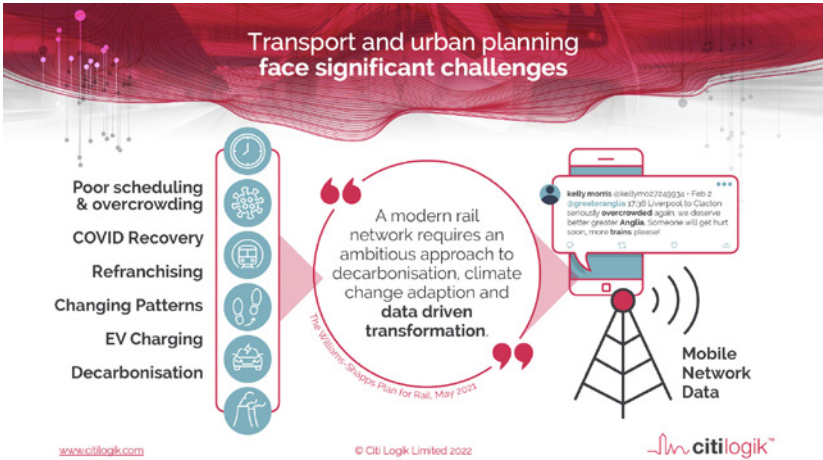 Transport and urban planning
face significant challenges
Poor scheduling
& overcrowding
COVID Recovery
Refranchising
Changing Patterns
EV Charging
Decarbonisation
A modern rail
network requires an
ambitious approach to
decarbonisation, climate
change adaption and
data driven
transformation.
The Williams-Shapps Plan for Rail, May 2021
kelly morris @kellymo27249934 - Feb 2
@greateranglia 17:36 Liverpool to Clacton
seriously overcrowded again, we deserve
better greater Anglia. Someone will get hurt
soon, more trains please!
Mobile
Network
Data
www.citilogik.com
© Citi Logik Limited 2022
citilogik™